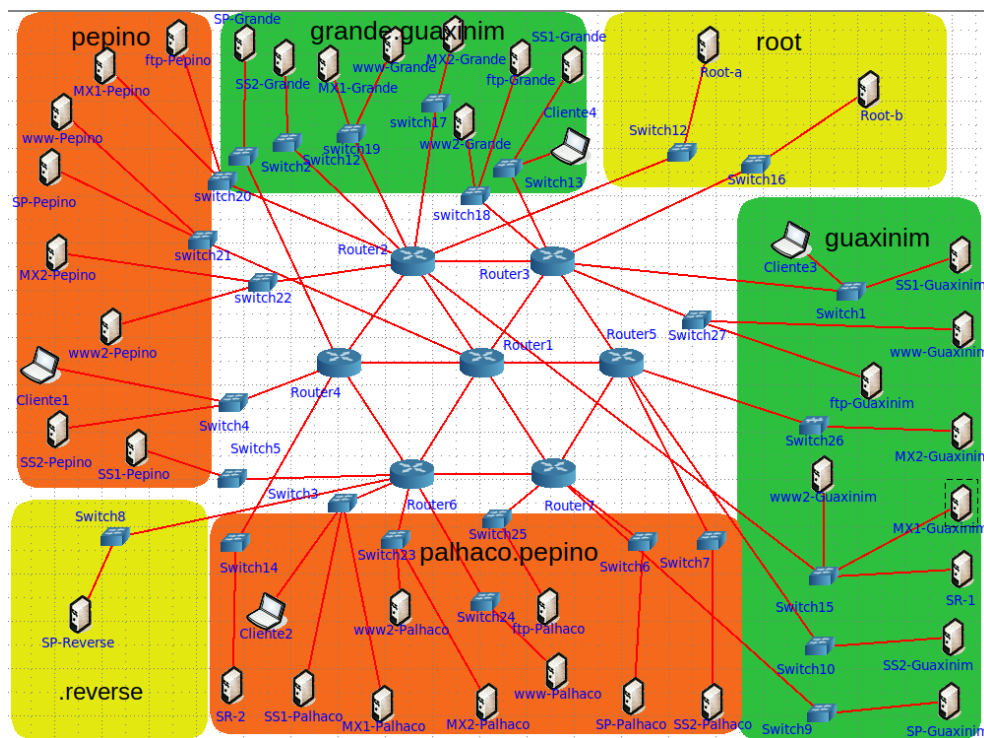 pepino
ftp-Pepino
MX1-Pepino
www-Pepino
SP-Pepino
MX2-Pepino
www2-Pepino
Cliente1
SS2-Pepino
SS1-Pepino
switch20
switch21
switch22
Switch4
Switch5
SP-Grande
grande.guaxinim
SS2-Grande
MX1-Grande
www-Grande
MX2-Grande
ftp-Grande
SS1-Grande
www2-Grande
Cliente4
Switch2
Switch12
switch19
switch17
switch18
Switch13
root
Root-a
Root-b
Switch12
Switch16
Router2
Router3
Router4
Router1
Router5
Router6
Router7
guaxinim
Cliente3
SS1-Guaxinim
Switch1
Switch27
www-Guaxinim
ftp-Guaxinim
Switch26
MX2-Guaxinim
www2-Guaxinim
MX1-Guaxinim
Switch15
SR-1
Switch10
SS2-Guaxinim
Switch9
SP-Guaxinim
Switch8
SP-Reverse
.reverse
Switch3
Switch14
Switch23
Switch25
palhaco.pepino
Switch6
Switch7
Cliente2
www2-Palhaco
Switch24
ftp-Palhaco
www-Palhaco
SR-2
SS1-Palhaco
MX1-Palhaco
MX2-Palhaco
SP-Palhaco
SS2-Palhaco